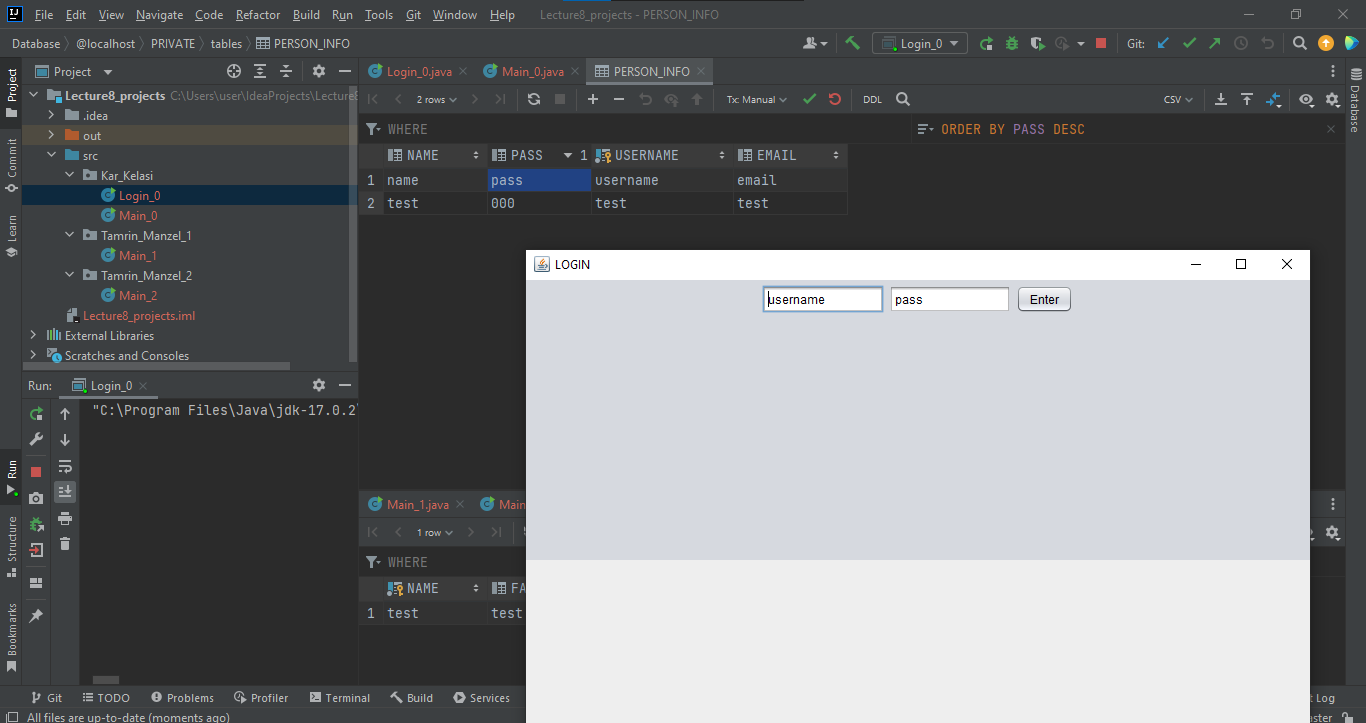 File Edit View Navigate Code Refactor Build Run Tools Git Window Help Lecture8_projects - PERSON_INFO
Database @localhost PRIVATE tables PERSON_INFO Login_0 Git:
Project
Login_0.java Main_0.java PERSON_INFO
Project
Commit
Learn
Run
Structure
Bookmarks
Database
Lecture8_projects C:\Users\user\IdeaProjects\Lecture8
.idea
out
src
Kar_Kelasi
Login_0
Main_0
Tamrin_Manzel_1
Main_1
Tamrin_Manzel_2
Main_2
Lecture8_projects.iml
External Libraries
Scratches and Consoles
2 rows Tx: Manual DDL CSV
WHERE ORDER BY PASS DESC
NAME PASS 1 USERNAME EMAIL
1 name pass username email
2 test 000 test test
LOGIN
username pass Enter
Run: Login_0
"C:\Program Files\Java\jdk-17.0.2\
Main_1.java Main
1 row
WHERE
NAME FA
1 test test
Git TODO Problems Profiler Terminal Build Services t Log
All files are up-to-date (moments ago) ster